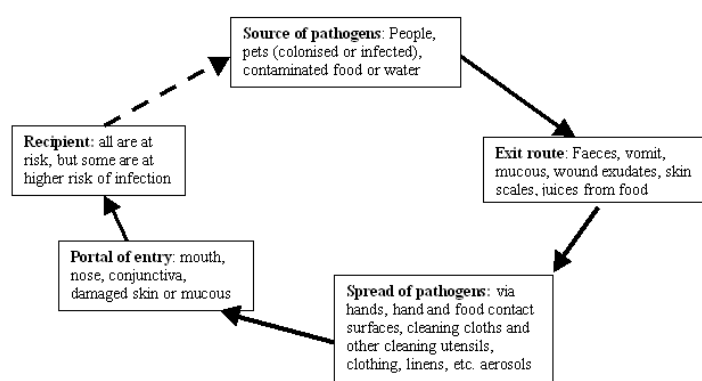 Source of pathogens: People,
pets (colonised or infected),
contaminated food or water
Exit route: Faeces, vomit,
mucous, wound exudates, skin
scales, juices from food
Spread of pathogens: via
hands, hand and food contact
surfaces, cleaning cloths and
other cleaning utensils,
clothing, linens, etc. aerosols
Portal of entry: mouth,
nose, conjunctiva,
damaged skin or mucous
Recipient: all are at
risk, but some are at
higher risk of infection